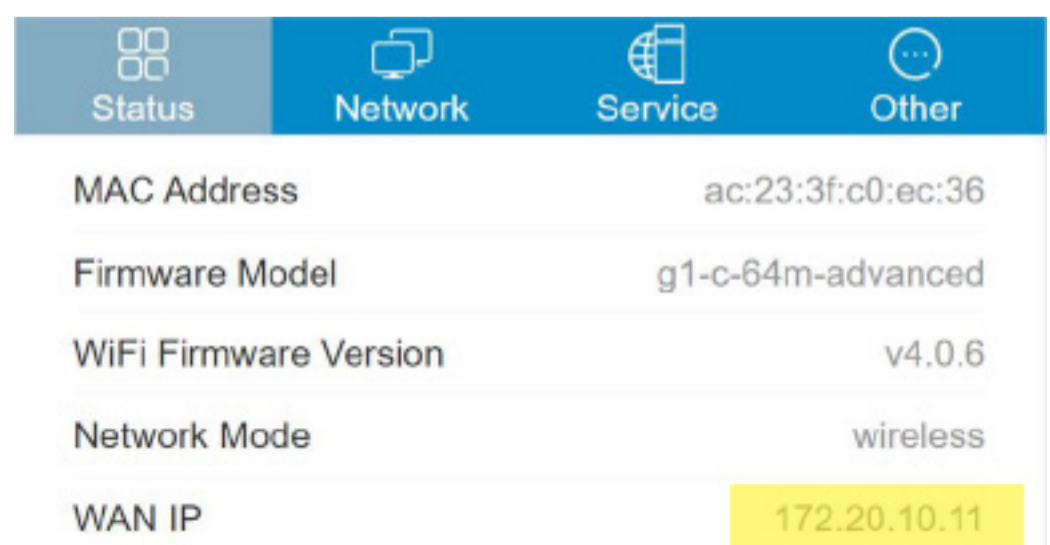 Status Network Service Other
MAC Address ac:23:3f:c0:ec:36
Firmware Model g1-c-64m-advanced
WiFi Firmware Version v4.0.6
Network Mode wireless
WAN IP 172.20.10.11